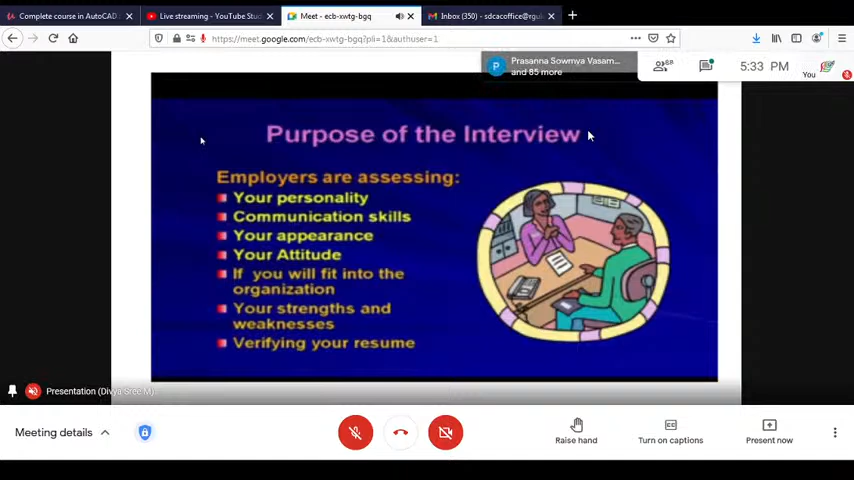 Complete course in AutoCAD
Live streaming - YouTube Stud
Meet - ecb-xwtg-bgq
Inbox (350) - sdcacoffice@rguk
https://meet.google.com/ecb-xwtg-bgq?pli=1&authuser=1
P
Prasanna Sowmya Vasam...
and 85 more
88
5:33 PM
You
Purpose of the Interview
Employers are assessing:
Your personality
Communication skills
Your appearance
Your Attitude
If you will fit into the
organization
Your strengths and
weaknesses
Verifying your resume
Presentation (Divya Sree M)
Meeting details
Raise hand
Turn on captions
Present now